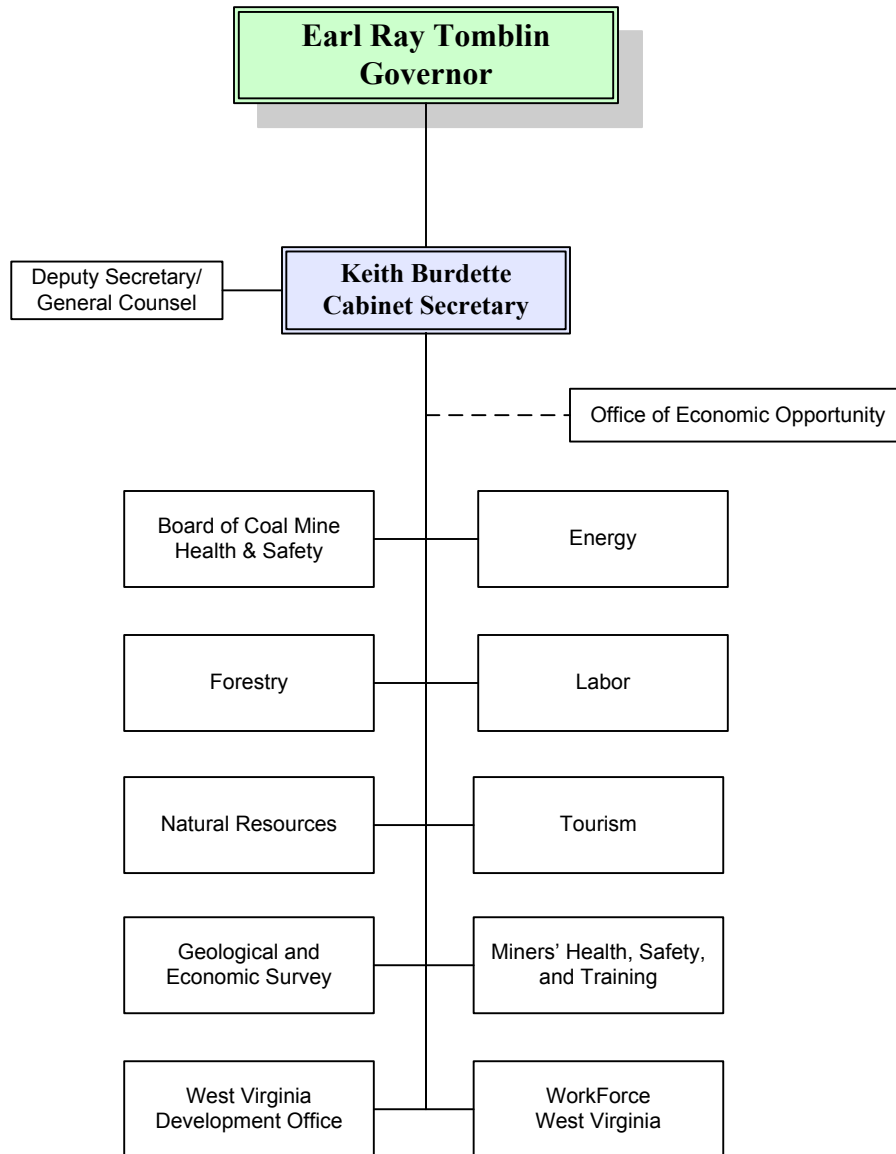 Earl Ray Tomblin
Governor
Deputy Secretary/
General Counsel
Keith Burdette
Cabinet Secretary
Office of Economic Opportunity
Board of Coal Mine
Health & Safety
Energy
Forestry
Labor
Natural Resources
Tourism
Geological and
Economic Survey
Miners’ Health, Safety,
and Training
West Virginia
Development Office
WorkForce
West Virginia